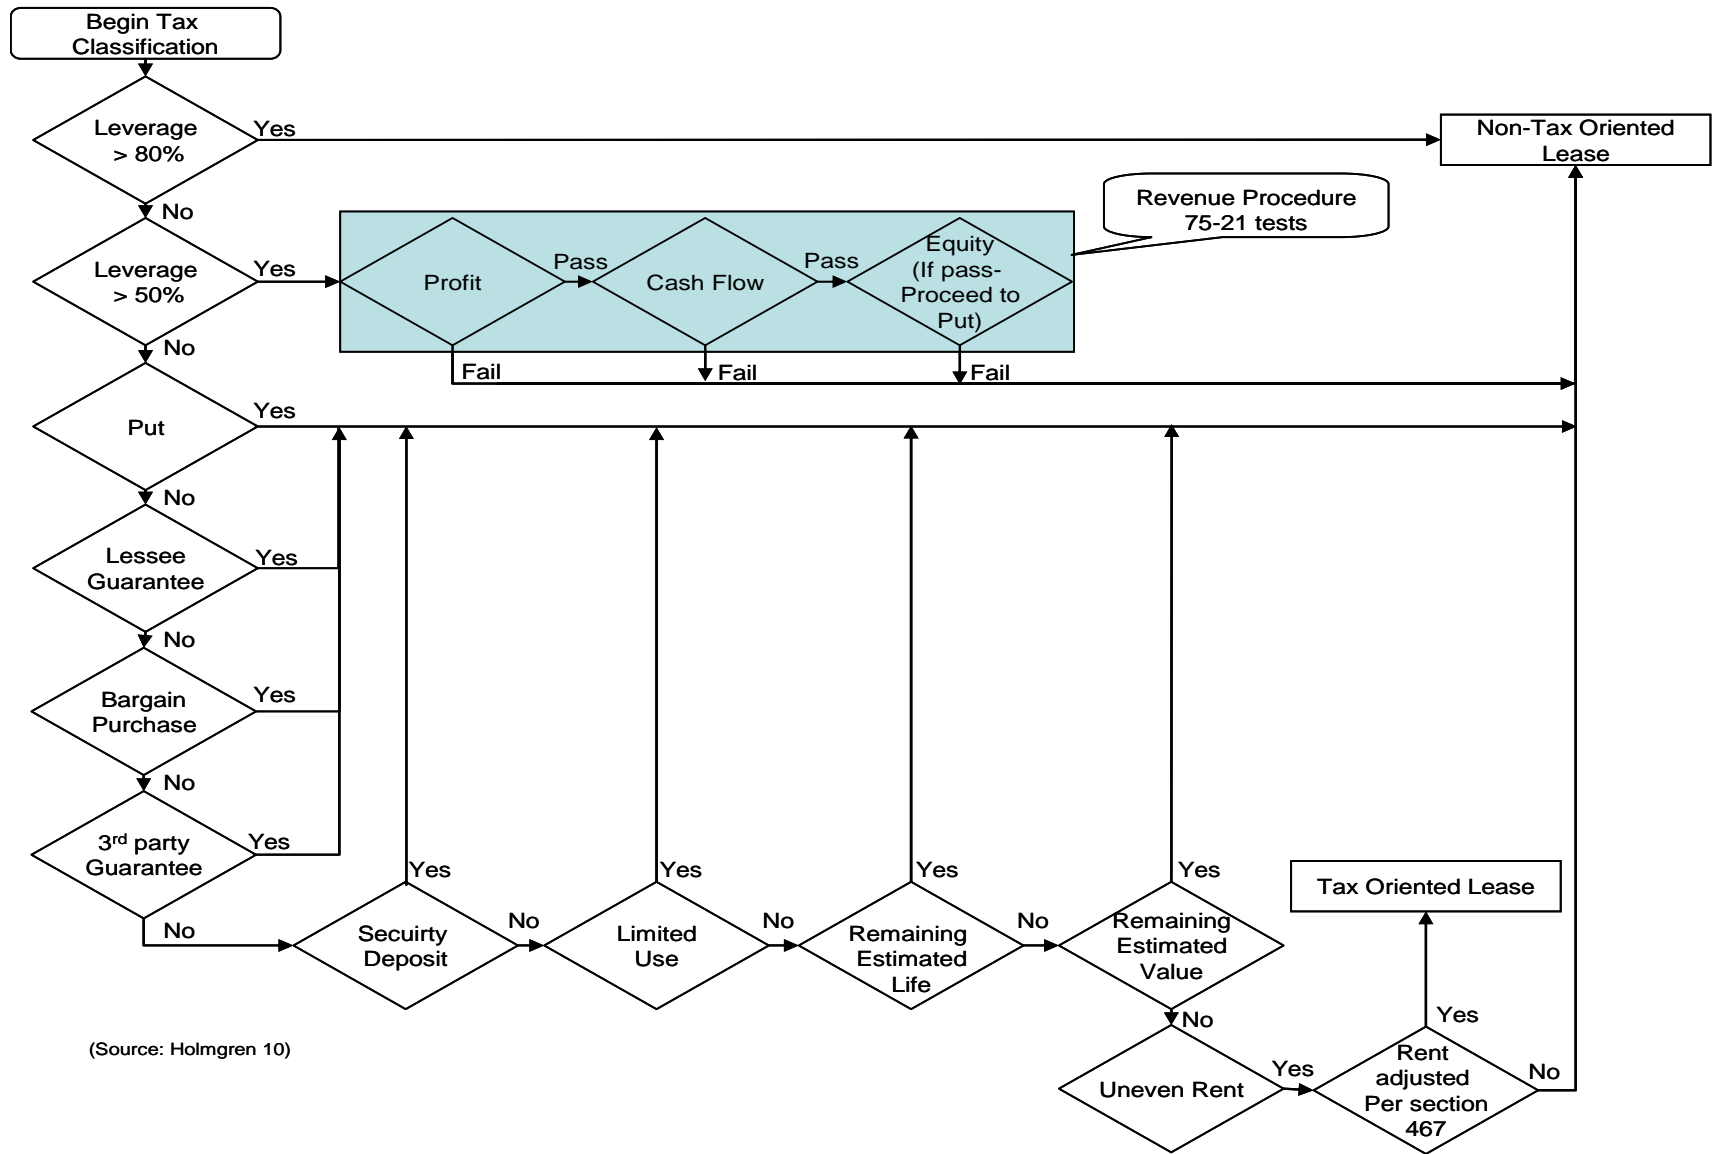 Begin Tax
Classification
Leverage
> 80%
Yes
Non-Tax Oriented
Lease
No
Revenue Procedure
75-21 tests
Leverage
> 50%
Yes
Profit
Pass
Cash Flow
Pass
Equity
(If pass-
Proceed to
Put)
No
Fail
Fail
Fail
Put
Yes
No
Lessee
Guarantee
Yes
No
Bargain
Purchase
Yes
No
3rd party
Guarantee
Yes
No
Secuirty
Deposit
Yes
No
Limited
Use
Yes
No
Remaining
Estimated
Life
Yes
No
Remaining
Estimated
Value
Yes
No
Tax Oriented Lease
Uneven Rent
Yes
Rent
adjusted
Per section
467
Yes
No
(Source: Holmgren 10)